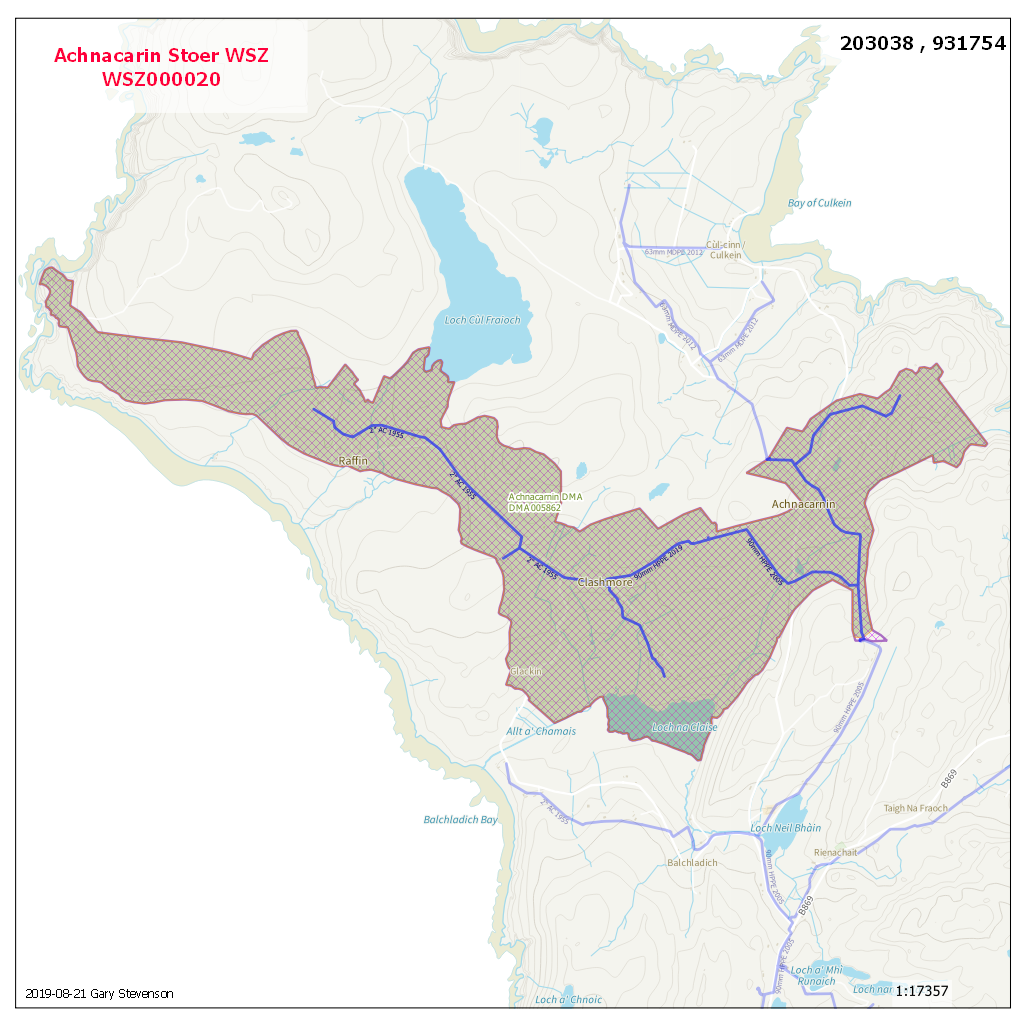 Achnacarin Stoer WSZ
WSZ000020
203038 , 931754
Bay of Culkein
Cùl-cinn /
Culkein
63mm MDPE 2012
63mm MDPE 2012
63mm MDPE 2012
Loch Cùl Fraioch
2" AC 1955
Raffin
2" AC 1955
Achnacarnin DMA
DMA005862
Achnacarnin
2" AC 1955
Clashmore
90mm HPPE 2019
90mm HPPE 2005
Glackin
Loch na Claise
Allt a' Chamais
90mm HPPE 2005
B869
2" AC 1955
Balchladich Bay
Taigh Na Fraoch
Loch Neil Bhàin
Rienachait
Balchladich
90mm HPPE 2005
B869
90mm HPPE 2005
Loch a' Mhi
Runaich
Loch nan
1:17357
2019-08-21 Gary Stevenson
Loch a' Chnoic